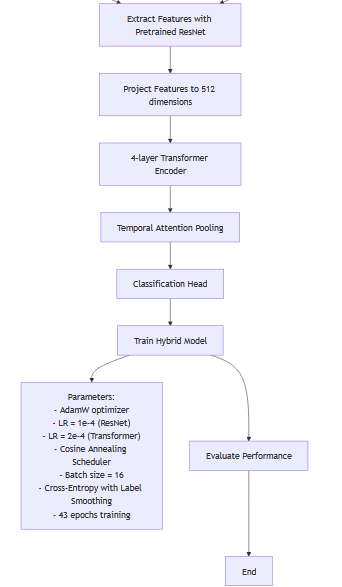 Extract Features with
Pretrained ResNet
Project Features to 512
dimensions
4-layer Transformer
Encoder
Temporal Attention Pooling
Classification Head
Train Hybrid Model
Parameters:
- AdamW optimizer
- LR = 1e-4 (ResNet)
- LR = 2e-4 (Transformer)
- Cosine Annealing
Scheduler
- Batch size = 16
- Cross-Entropy with Label
Smoothing
- 43 epochs training
Evaluate Performance
End